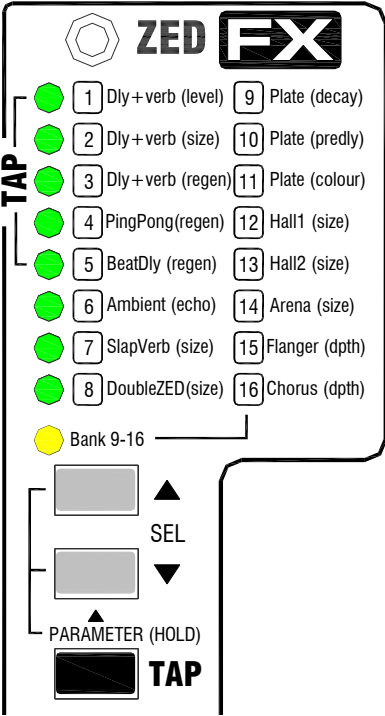 ZED FX
1 Dly+verb (level) 9 Plate (decay)
2 Dly+verb (size) 10 Plate (predly)
3 Dly+verb (regen) 11 Plate (colour)
TAP
4 PingPong(regen) 12 Hall1 (size)
5 BeatDly (regen) 13 Hall2 (size)
6 Ambient (echo) 14 Arena (size)
7 SlapVerb (size) 15 Flanger (dpth)
8 DoubleZED(size) 16 Chorus (dpth)
Bank 9-16
SEL
PARAMETER (HOLD)
TAP